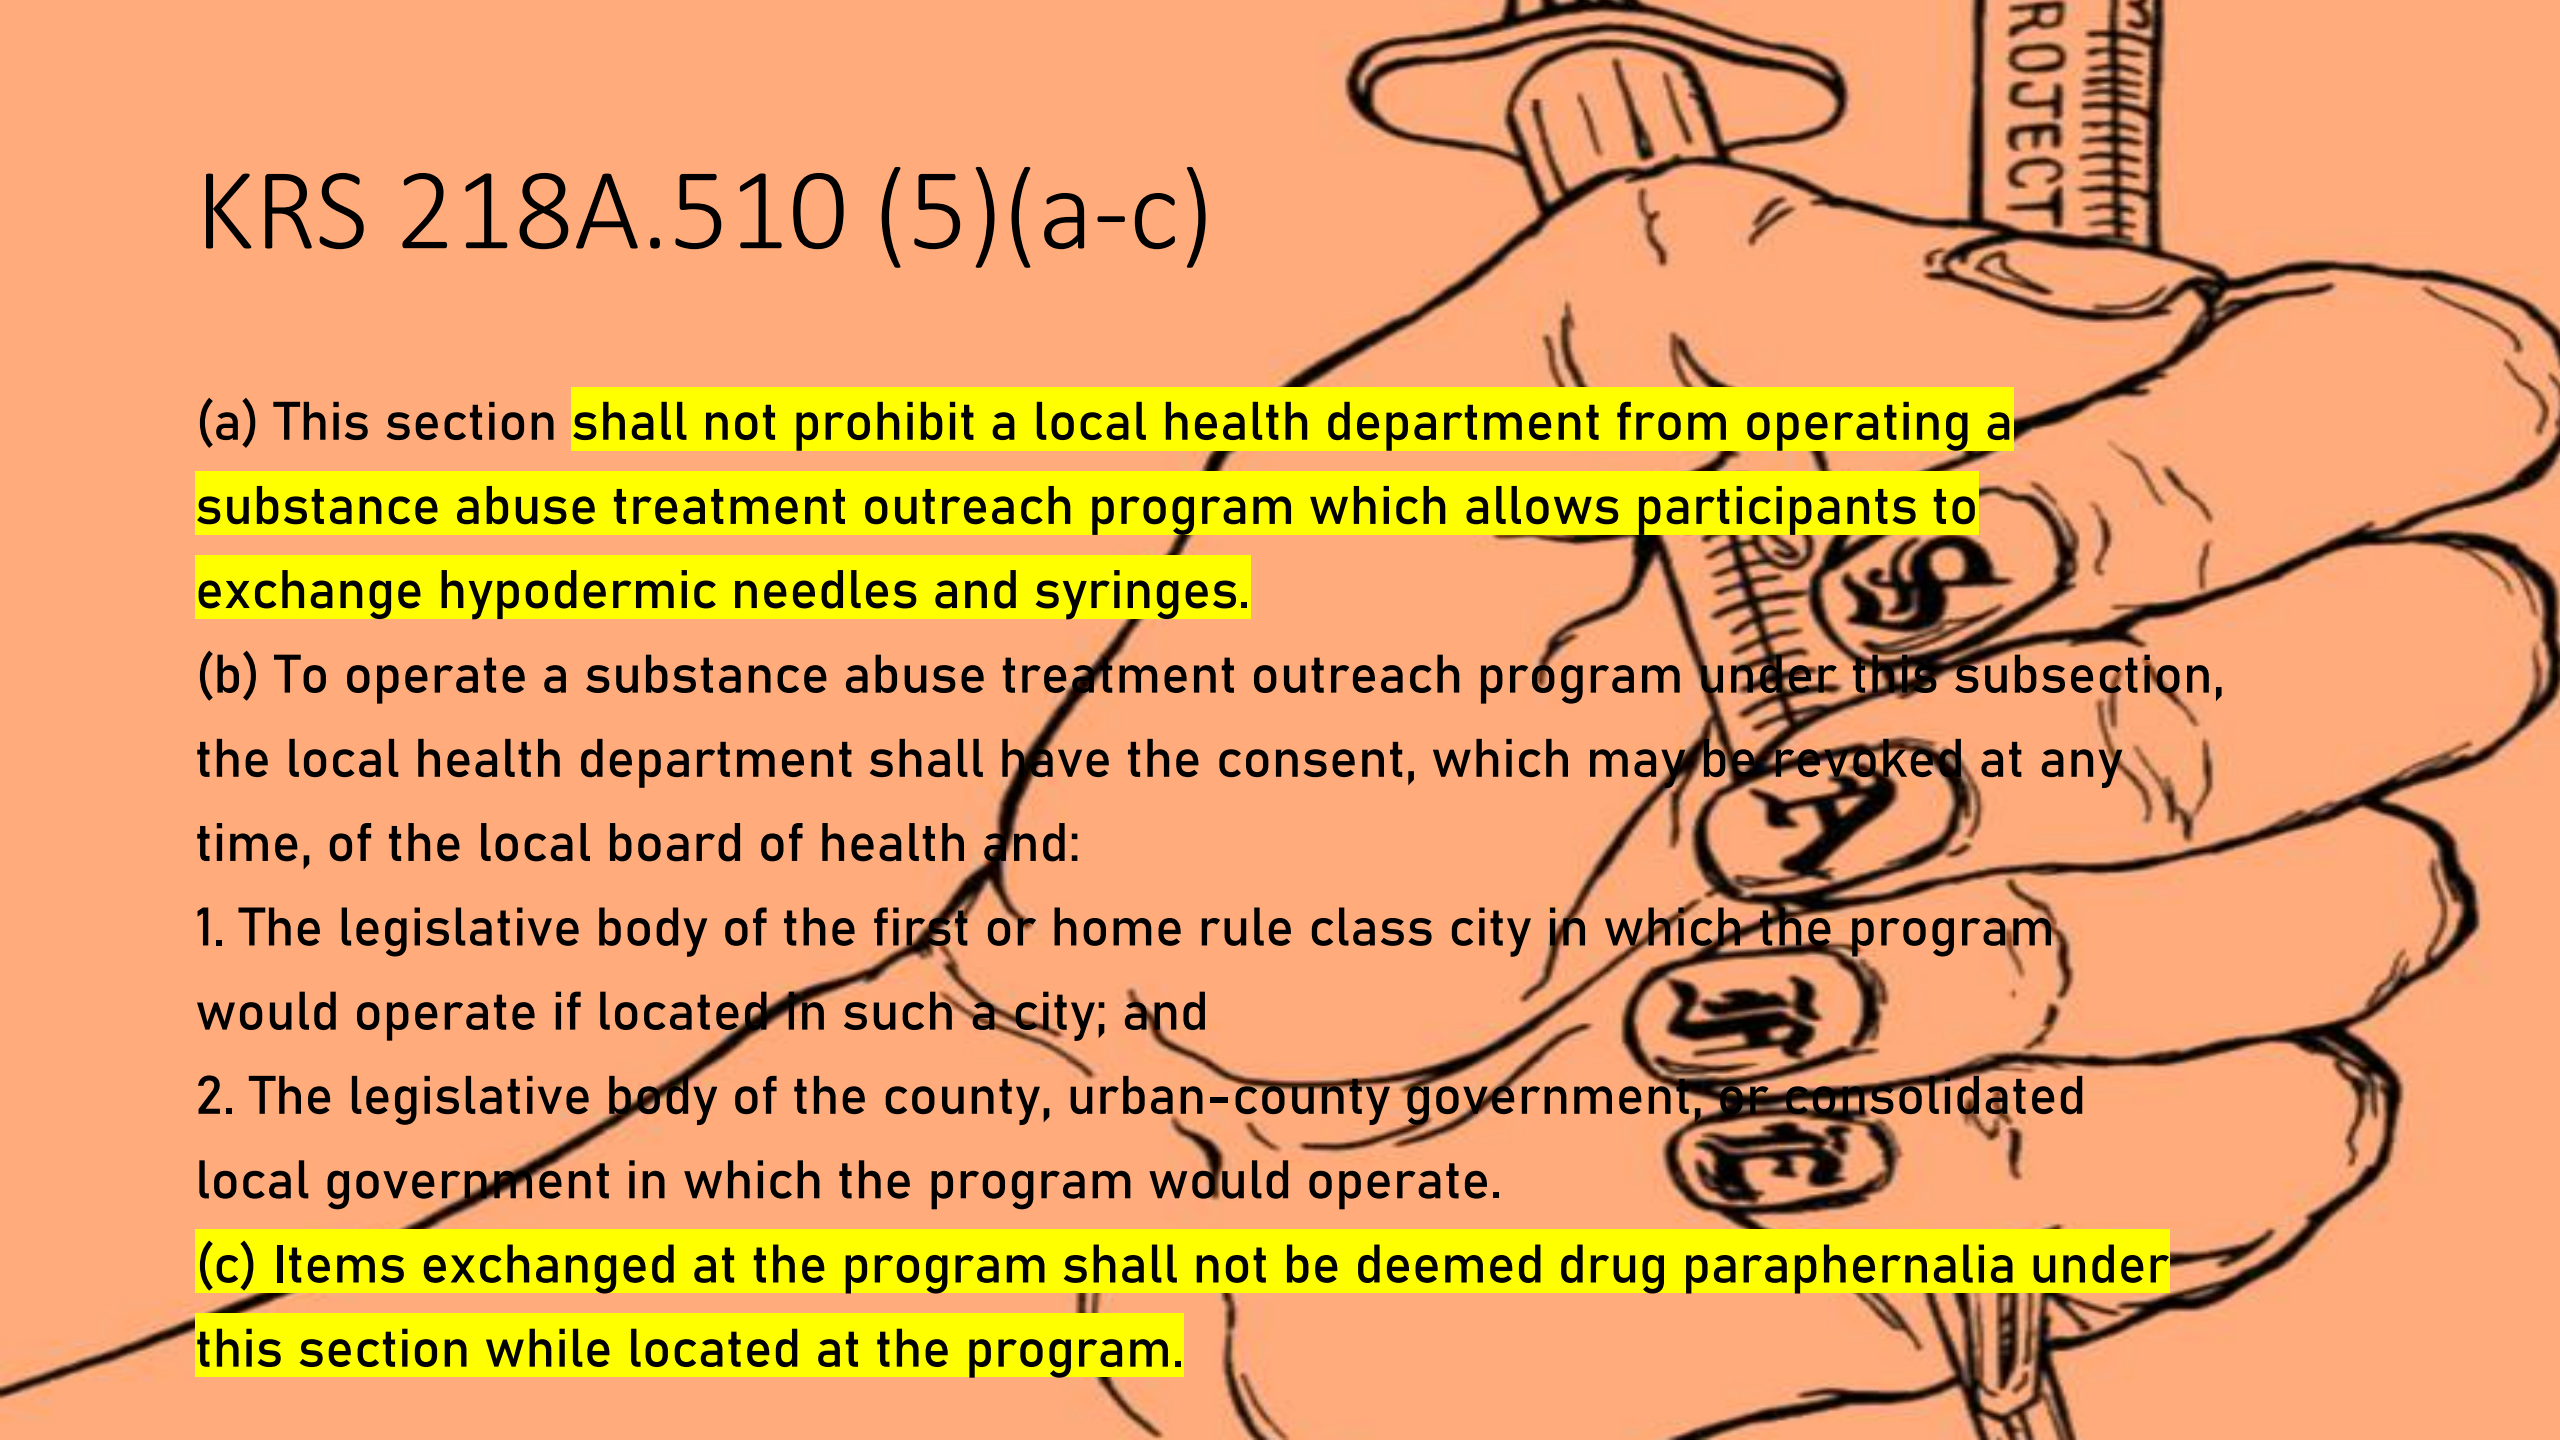 ROJECT
KRS 218A.510 (5)(a-c)
(a) This section shall not prohibit a local health department from operating a
substance abuse treatment outreach program which allows participants to
exchange hypodermic needles and syringes.
(b) To operate a substance abuse treatment outreach program under this subsection,
the local health department shall have the consent, which may be revoked at any
time, of the local board of health and:
1. The legislative body of the first or home rule class city in which the program
would operate if located in such a city; and
2. The legislative body of the county, urban-county government, or consolidated
local government in which the program would operate.
(c) Items exchanged at the program shall not be deemed drug paraphernalia under
this section while located at the program.
S
A
F
E